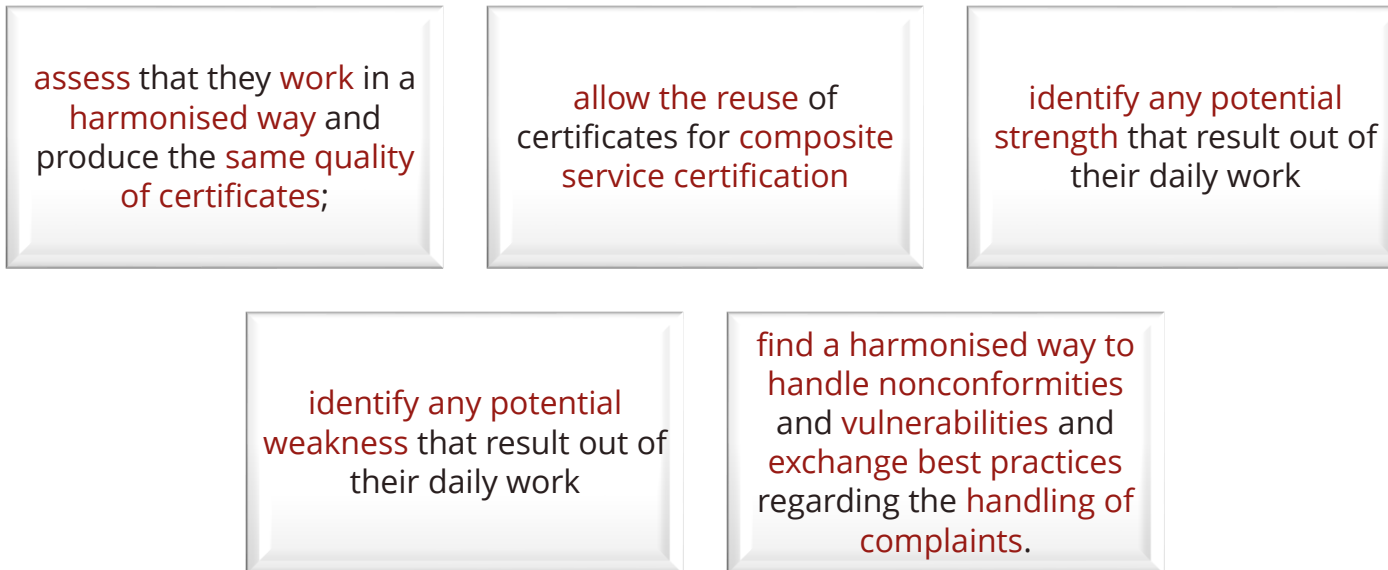 assess that they work in a
harmonised way and
produce the same quality
of certificates;
allow the reuse of
certificates for composite
service certification
identify any potential
strength that result out of
their daily work
identify any potential
weakness that result out of
their daily work
find a harmonised way to
handle nonconformities
and vulnerabilities and
exchange best practices
regarding the handling of
complaints.